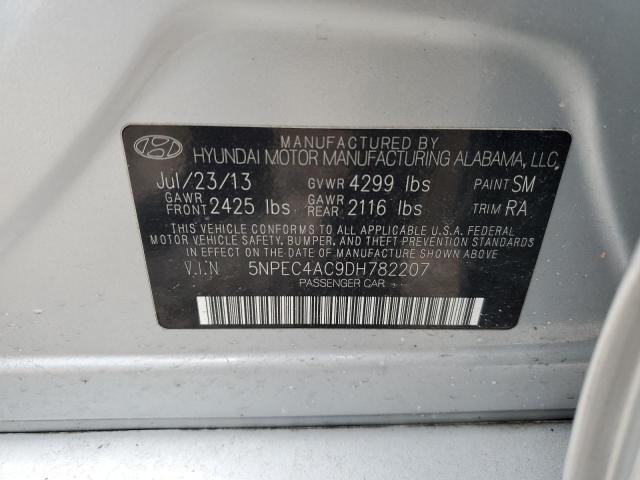 MANUFACTURED BY
HYUNDAI MOTOR MANUFACTURING ALABAMA, LLC.
Jul/23/13 GVWR 4299 lbs PAINT SM
GAWR FRONT 2425 lbs GAWR REAR 2116 lbs TRIM RA
THIS VEHICLE CONFORMS TO ALL APPLICABLE FEDERAL
MOTOR VEHICLE SAFETY, BUMPER, AND THEFT PREVENTION STANDARDS
IN EFFECT ON THE DATE OF MANUFACTURE SHOWN ABOVE.
V.I.N 5NPEC4AC9DH782207
PASSENGER CAR